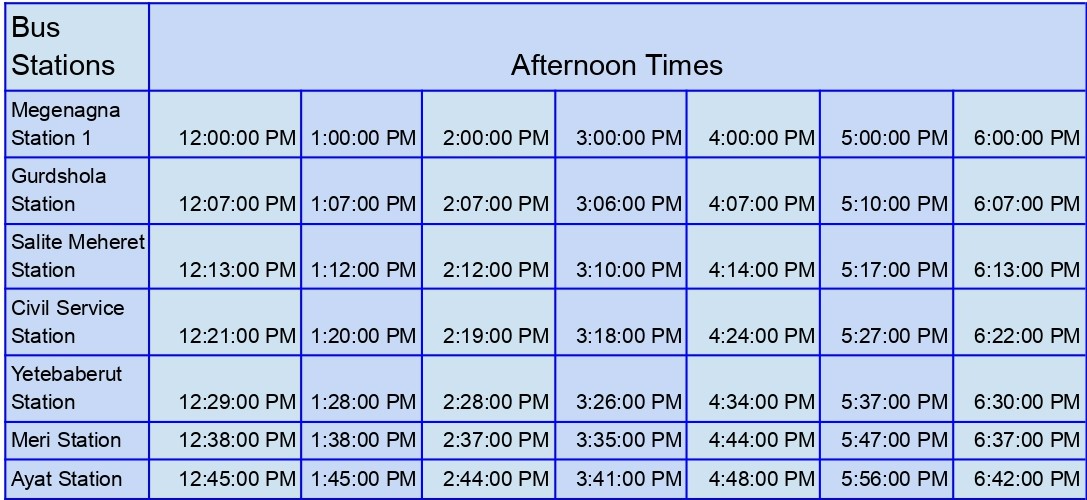 Bus
Stations
Afternoon Times
Megenagna
Station 1 12:00:00 PM 1:00:00 PM 2:00:00 PM 3:00:00 PM 4:00:00 PM 5:00:00 PM 6:00:00 PM
Gurdshola
Station 12:07:00 PM 1:07:00 PM 2:07:00 PM 3:06:00 PM 4:07:00 PM 5:10:00 PM 6:07:00 PM
Salite Meheret
Station 12:13:00 PM 1:12:00 PM 2:12:00 PM 3:10:00 PM 4:14:00 PM 5:17:00 PM 6:13:00 PM
Civil Service
Station 12:21:00 PM 1:20:00 PM 2:19:00 PM 3:18:00 PM 4:24:00 PM 5:27:00 PM 6:22:00 PM
Yetebaberut
Station 12:29:00 PM 1:28:00 PM 2:28:00 PM 3:26:00 PM 4:34:00 PM 5:37:00 PM 6:30:00 PM
Meri Station 12:38:00 PM 1:38:00 PM 2:37:00 PM 3:35:00 PM 4:44:00 PM 5:47:00 PM 6:37:00 PM
Ayat Station 12:45:00 PM 1:45:00 PM 2:44:00 PM 3:41:00 PM 4:48:00 PM 5:56:00 PM 6:42:00 PM